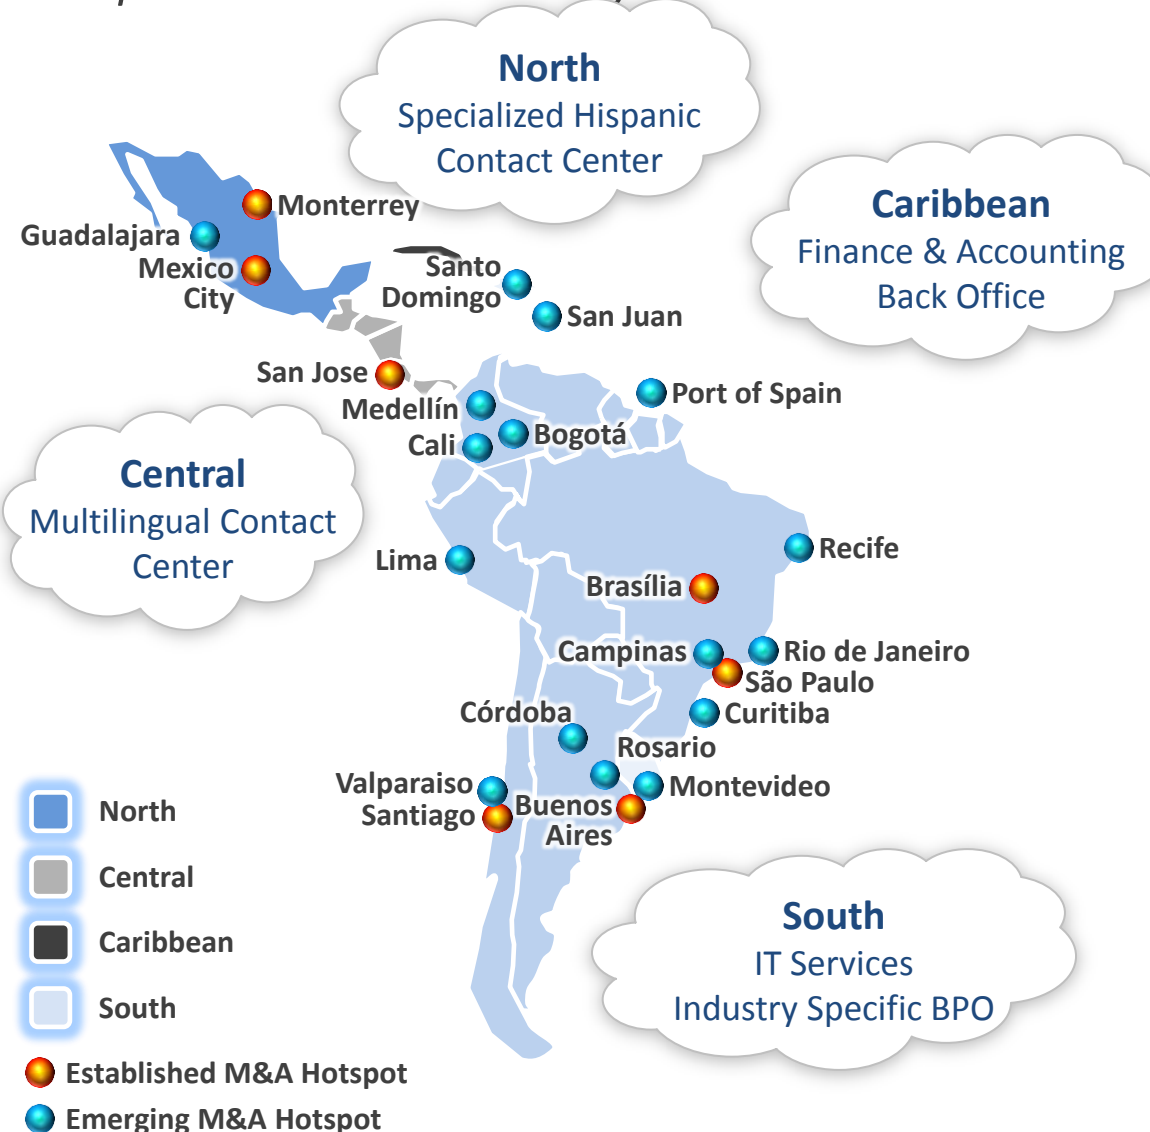 North
Specialized Hispanic
Contact Center
Caribbean
Finance & Accounting
Back Office
Monterrey
Guadalajara
Mexico
City
Santo
Domingo
San Juan
San Jose
Port of Spain
Medellín
Bogotá
Cali
Central
Multilingual Contact
Center
Lima
Recife
Brasília
Campinas
Rio de Janeiro
São Paulo
Córdoba
Curitiba
Rosario
Valparaiso
Montevideo
Santiago
Buenos
Aires
North
Central
Caribbean
South
South
IT Services
Industry Specific BPO
Established M&A Hotspot
Emerging M&A Hotspot